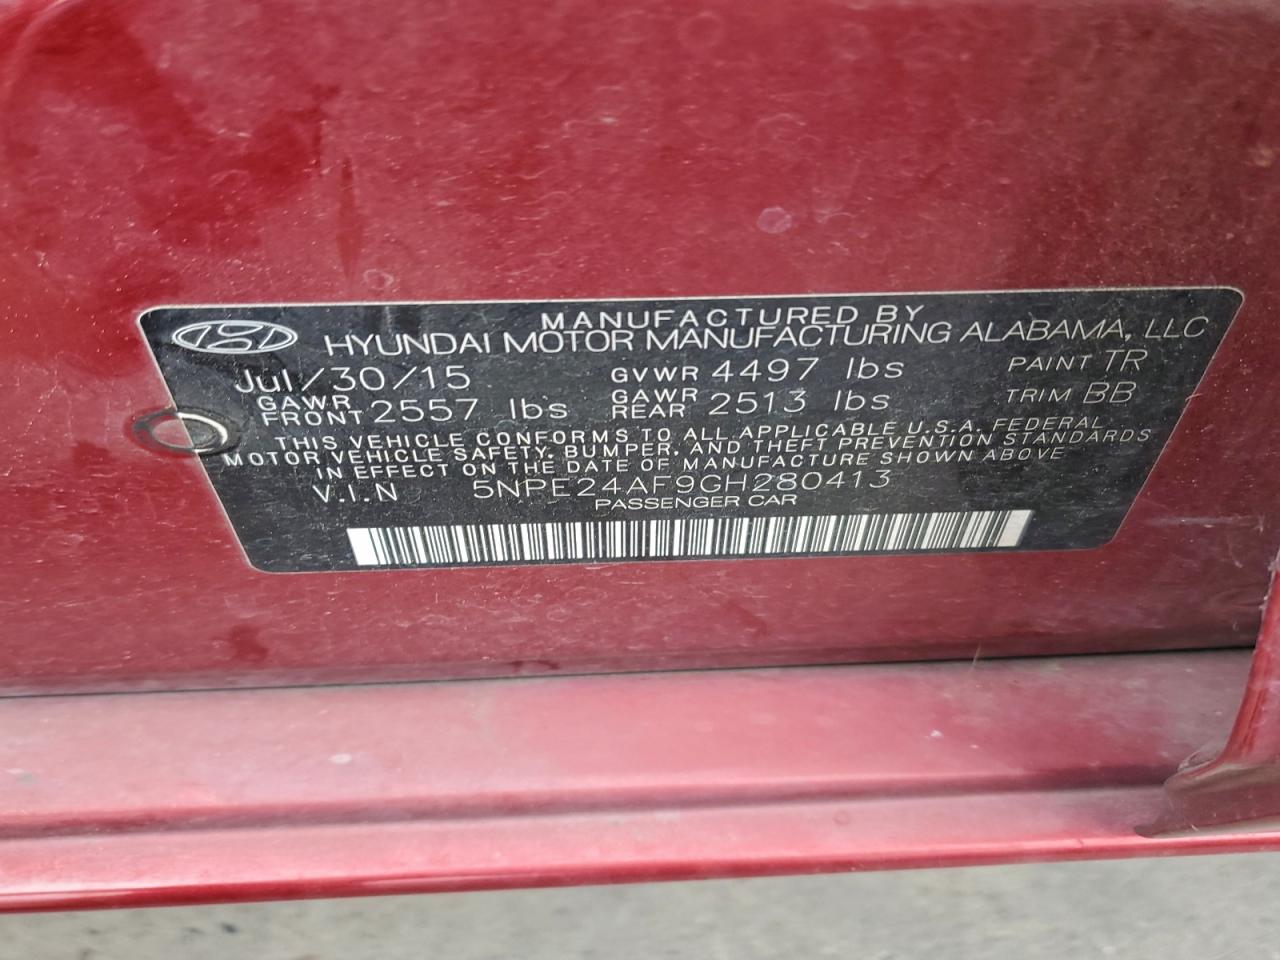 MANUFACTURED BY
HYUNDAI MOTOR MANUFACTURING ALABAMA, LLC
Jul/30/15 GVWR 4497 lbs PAINT TR
GAWR FRONT 2557 lbs GAWR REAR 2513 lbs TRIM BB
THIS VEHICLE CONFORMS TO ALL APPLICABLE U.S.A. FEDERAL
MOTOR VEHICLE SAFETY, BUMPER, AND THEFT PREVENTION STANDARDS
IN EFFECT ON THE DATE OF MANUFACTURE SHOWN ABOVE
V.I.N 5NPE24AF9GH280413
PASSENGER CAR